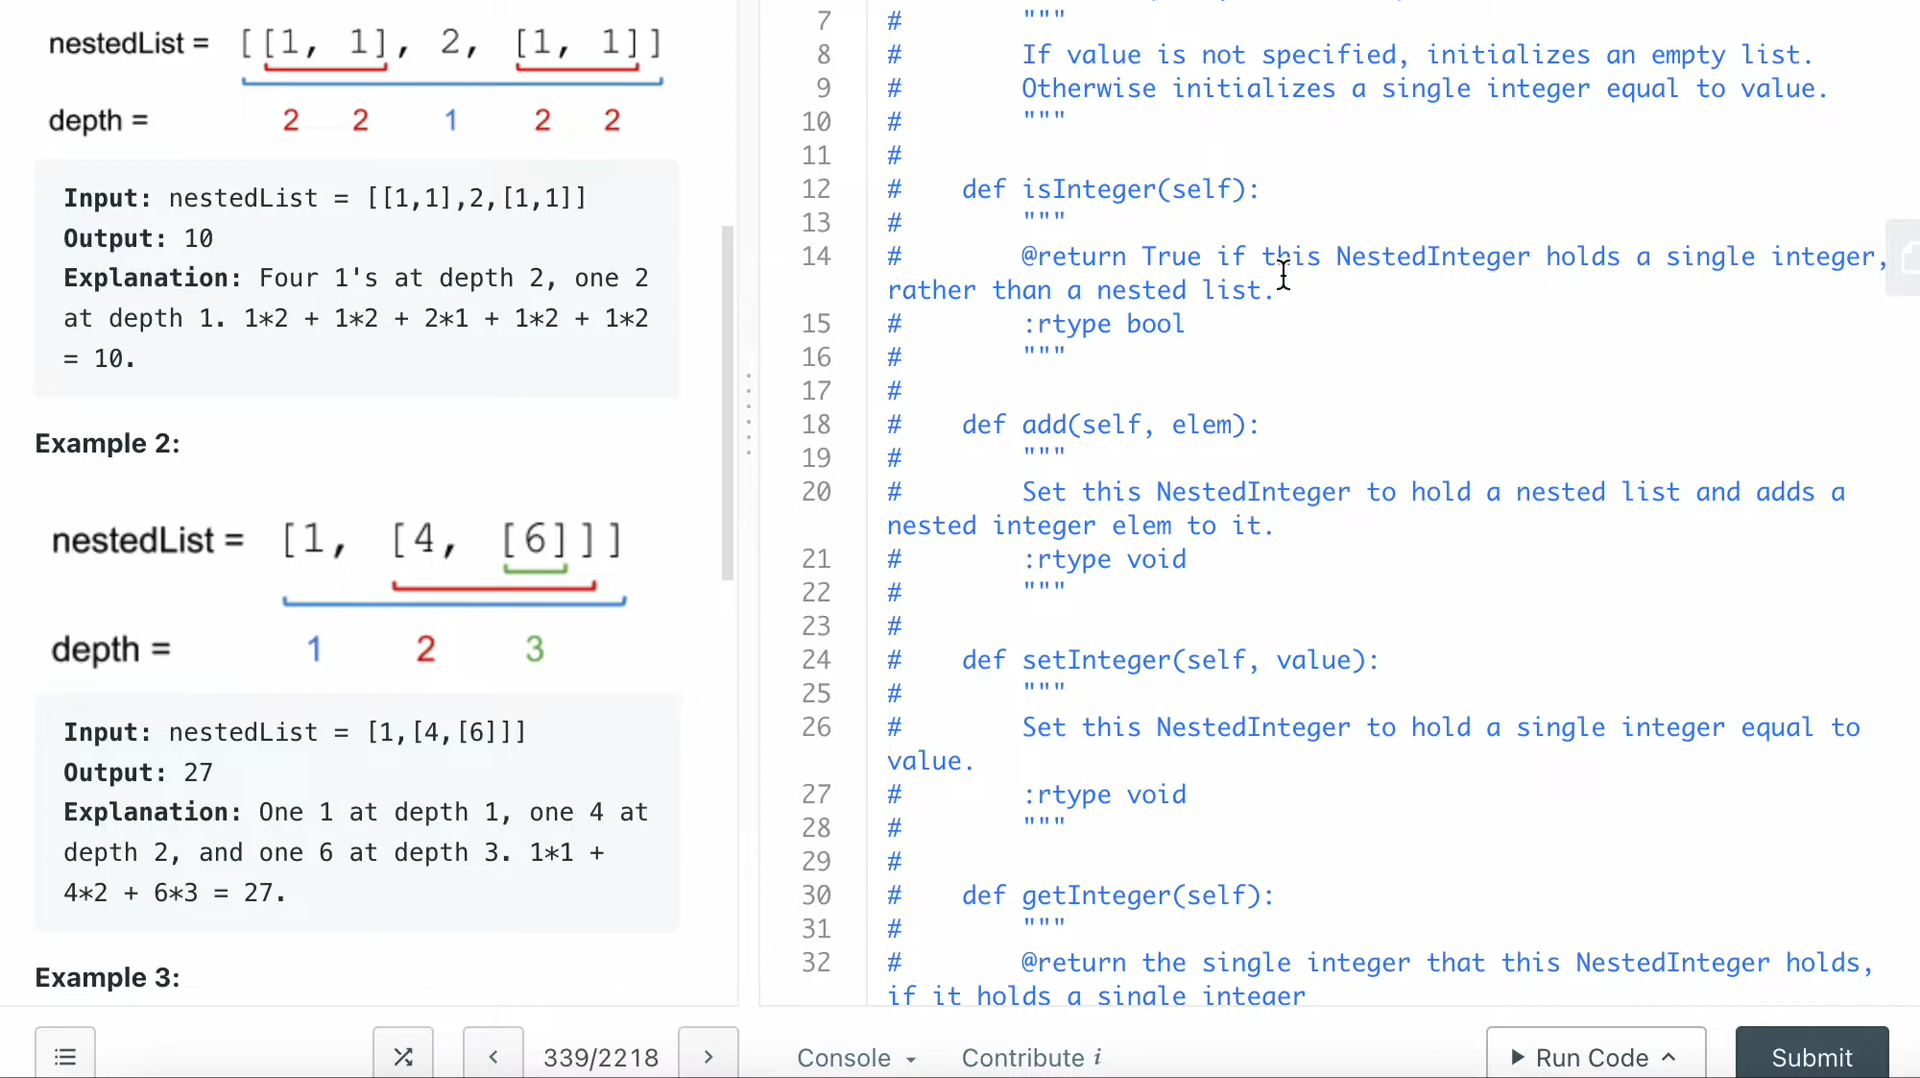 nestedList = [[1, 1], 2, [1, 1]]
depth = 2 2 1 2 2
Input: nestedList = [[1,1],2,[1,1]]
Output: 10
Explanation: Four 1's at depth 2, one 2
at depth 1. 1*2 + 1*2 + 2*1 + 1*2 + 1*2
= 10.
Example 2:
nestedList = [1, [4, [6]]]
depth = 1 2 3
Input: nestedList = [1,[4,[6]]]
Output: 27
Explanation: One 1 at depth 1, one 4 at
depth 2, and one 6 at depth 3. 1*1 +
4*2 + 6*3 = 27.
Example 3:
7 # """
8 # If value is not specified, initializes an empty list.
9 # Otherwise initializes a single integer equal to value.
10 # """
11 #
12 # def isInteger(self):
13 # """
14 # @return True if this NestedInteger holds a single integer,
rather than a nested list.
15 # :rtype bool
16 # """
17 #
18 # def add(self, elem):
19 # """
20 # Set this NestedInteger to hold a nested list and adds a
nested integer elem to it.
21 # :rtype void
22 # """
23 #
24 # def setInteger(self, value):
25 # """
26 # Set this NestedInteger to hold a single integer equal to
value.
27 # :rtype void
28 # """
29 #
30 # def getInteger(self):
31 # """
32 # @return the single integer that this NestedInteger holds,
if it holds a single integer
339/2218
Console
Contribute i
Run Code
Submit